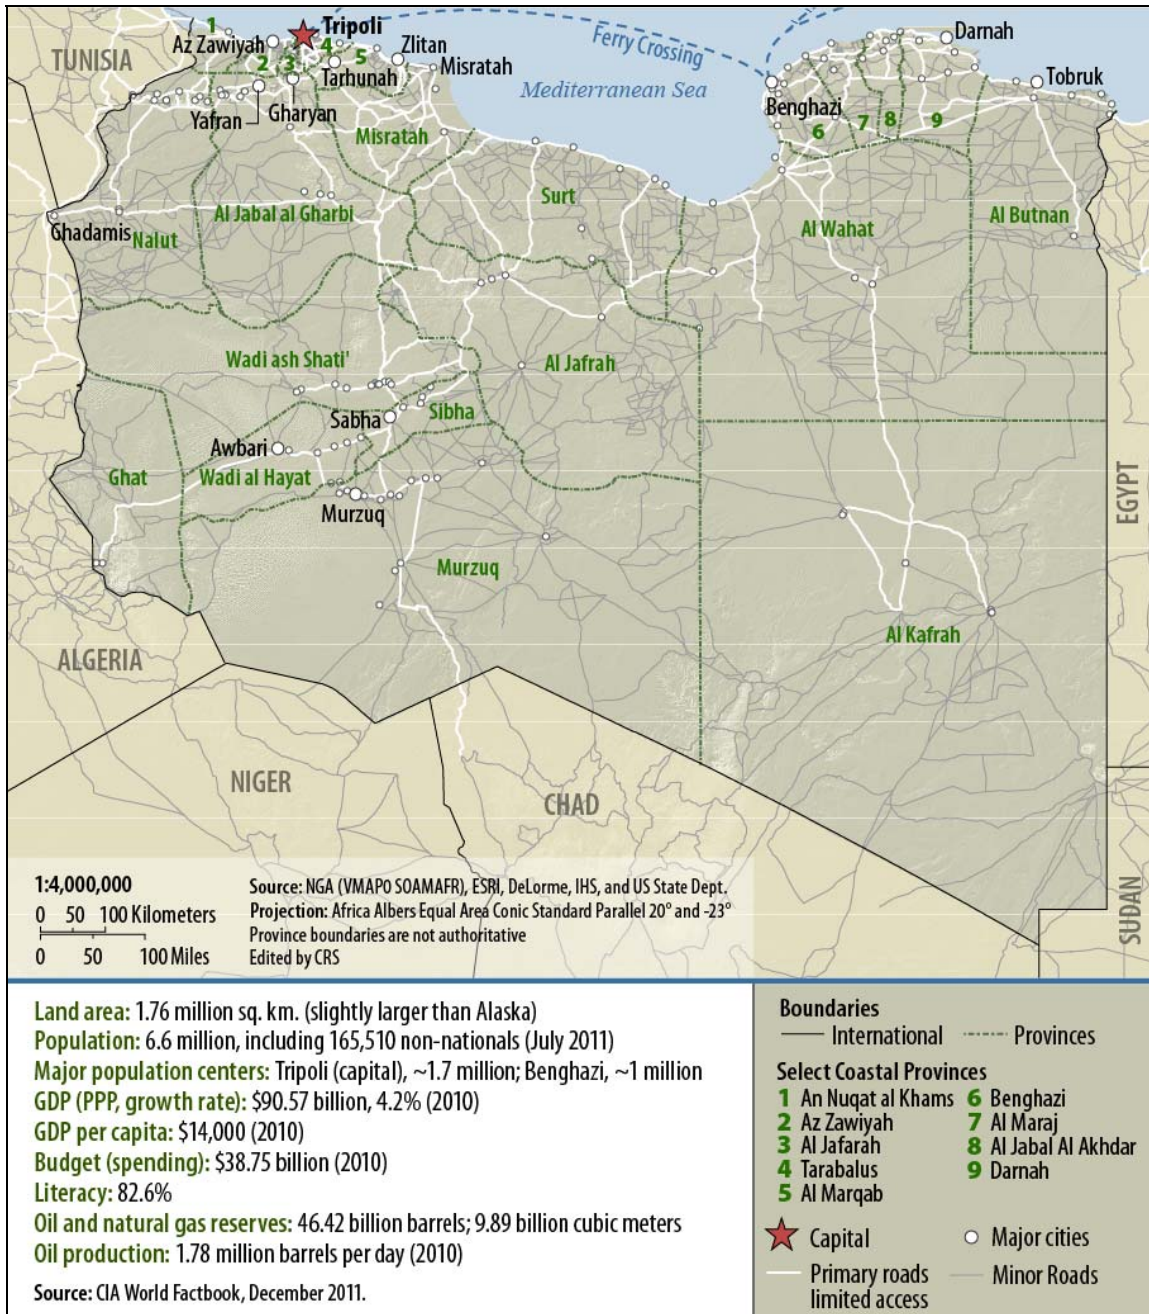 1
Tripoli
Ferry Crossing
Darnah
TUNISIA
Az Zawiyah
4
5
Zlitan
2
3
Tarhunah
Misratah
Mediterranean Sea
Tobruk
Benghazi
Yafran
Gharyan
6
7
8
9
Misratah
Surt
Al Jabal al Gharbi
Al Wahat
Al Butnan
Ghadamis
Nalut
Wadi ash Shati'
Al Jafrah
Sabha
Sibha
Awbari
Ghat
Wadi al Hayat
Murzuq
EGYPT
Murzuq
Al Kafrah
ALGERIA
NIGER
CHAD
SUDAN
1:4,000,000
0 50 100 Kilometers
0 50 100 Miles
Source: NGA (VMAP0 SOAMAFR), ESRI, DeLorme, IHS, and US State Dept.
Projection: Africa Albers Equal Area Conic Standard Parallel 20° and -23°
Province boundaries are not authoritative
Edited by CRS
Land area: 1.76 million sq. km. (slightly larger than Alaska)
Population: 6.6 million, including 165,510 non-nationals (July 2011)
Major population centers: Tripoli (capital), ~1.7 million; Benghazi, ~1 million
GDP (PPP, growth rate): $90.57 billion, 4.2% (2010)
GDP per capita: $14,000 (2010)
Budget (spending): $38.75 billion (2010)
Literacy: 82.6%
Oil and natural gas reserves: 46.42 billion barrels; 9.89 billion cubic meters
Oil production: 1.78 million barrels per day (2010)
Source: CIA World Factbook, December 2011.
Boundaries
International
Provinces
Select Coastal Provinces
1 An Nuqat al Khams
2 Az Zawiyah
3 Al Jafarah
4 Tarabalus
5 Al Marqab
6 Benghazi
7 Al Maraj
8 Al Jabal Al Akhdar
9 Darnah
Capital
Major cities
Primary roads
limited access
Minor Roads